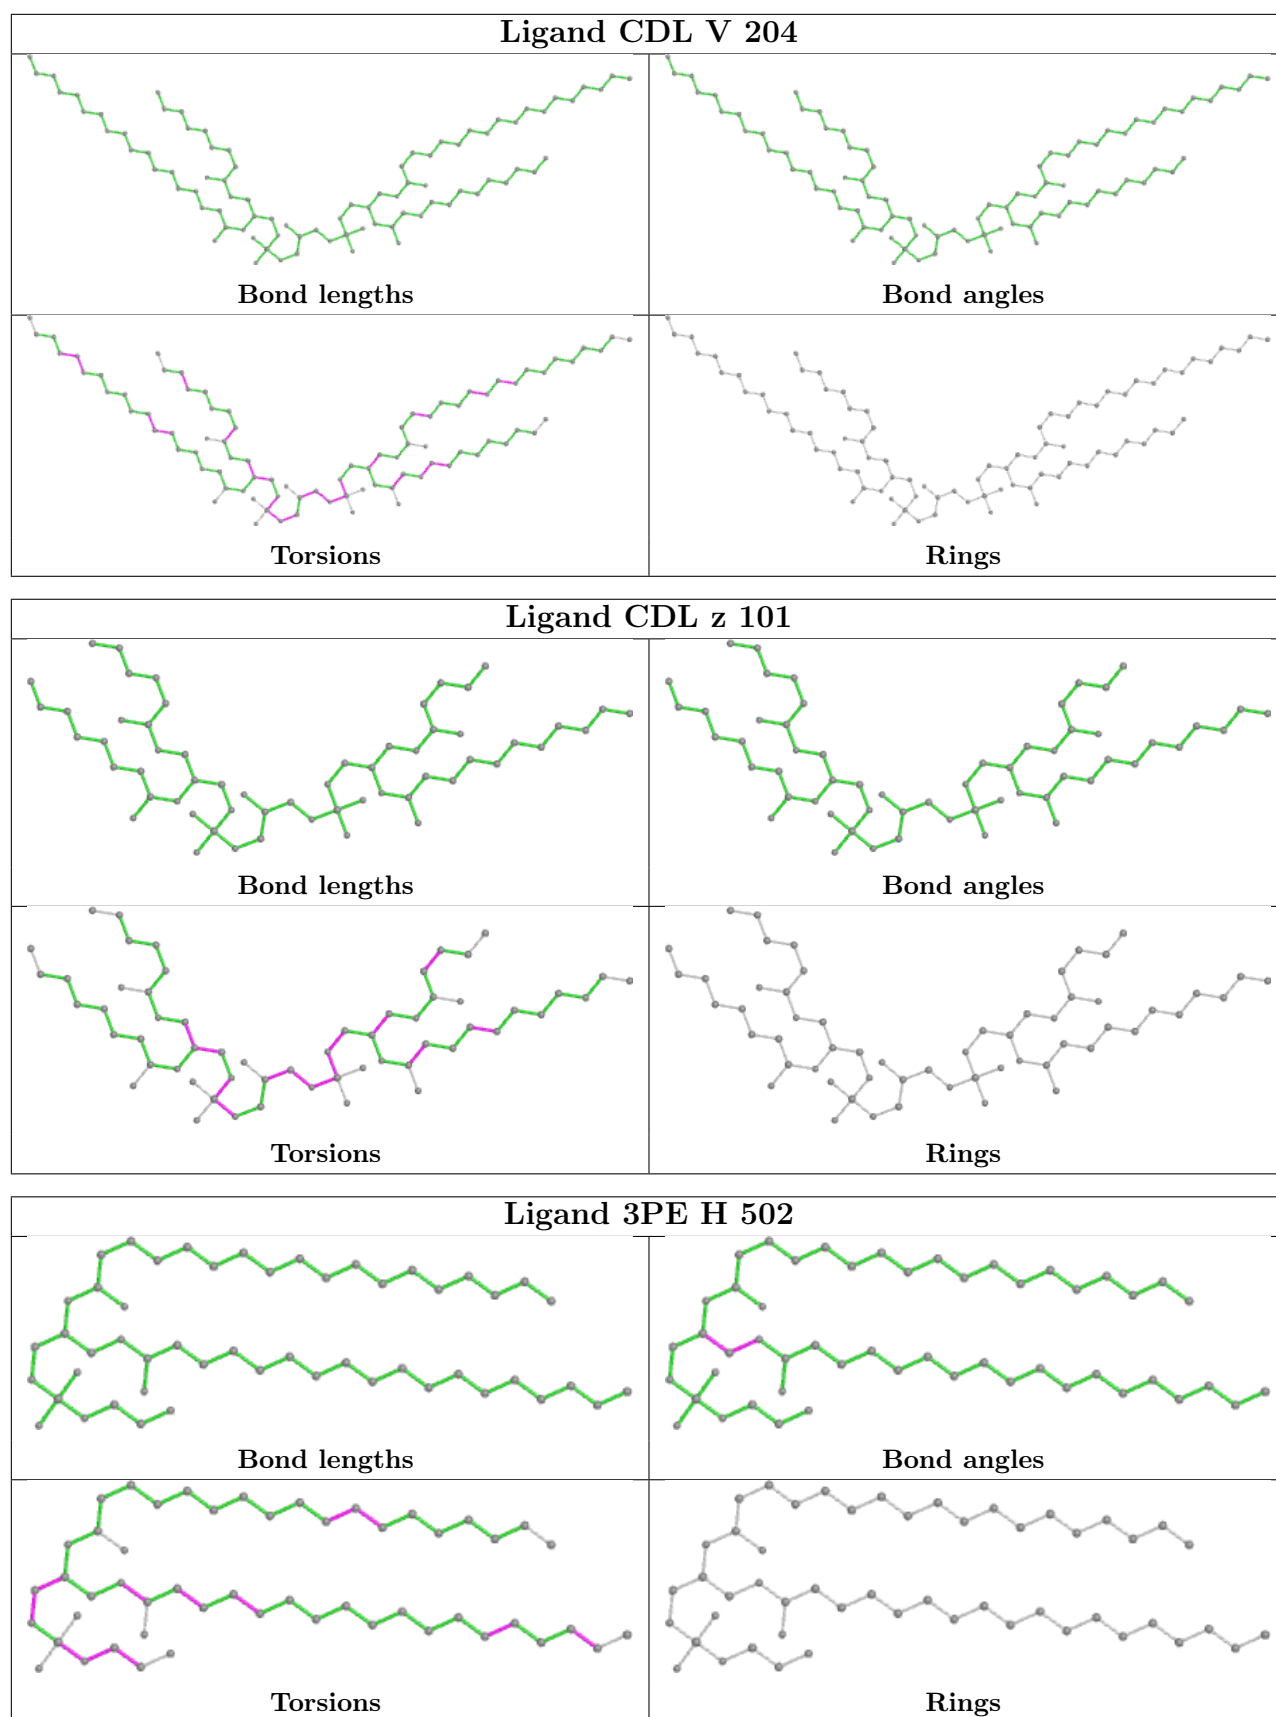 Ligand CDL V 204
Bond lengths
Bond angles
Torsions
Rings
Ligand CDL z 101
Bond lengths
Bond angles
Torsions
Rings
Ligand 3PE H 502
Bond lengths
Bond angles
Torsions
Rings